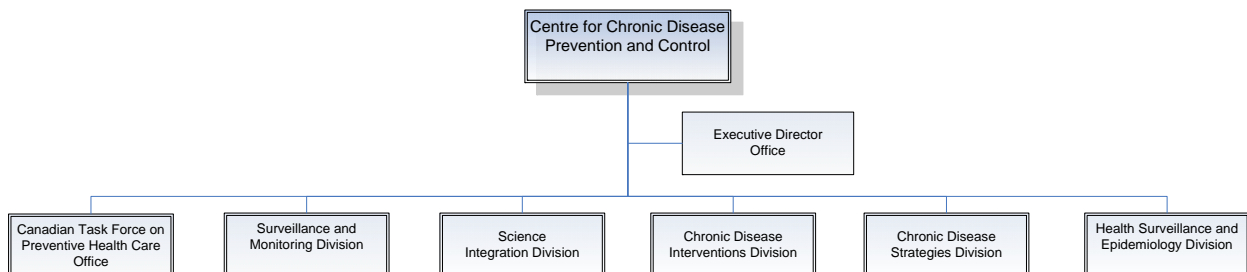 Centre for Chronic Disease
Prevention and Control
Executive Director
Office
Canadian Task Force on
Preventive Health Care
Office
Surveillance and
Monitoring Division
Science
Integration Division
Chronic Disease
Interventions Division
Chronic Disease
Strategies Division
Health Surveillance and
Epidemiology Division